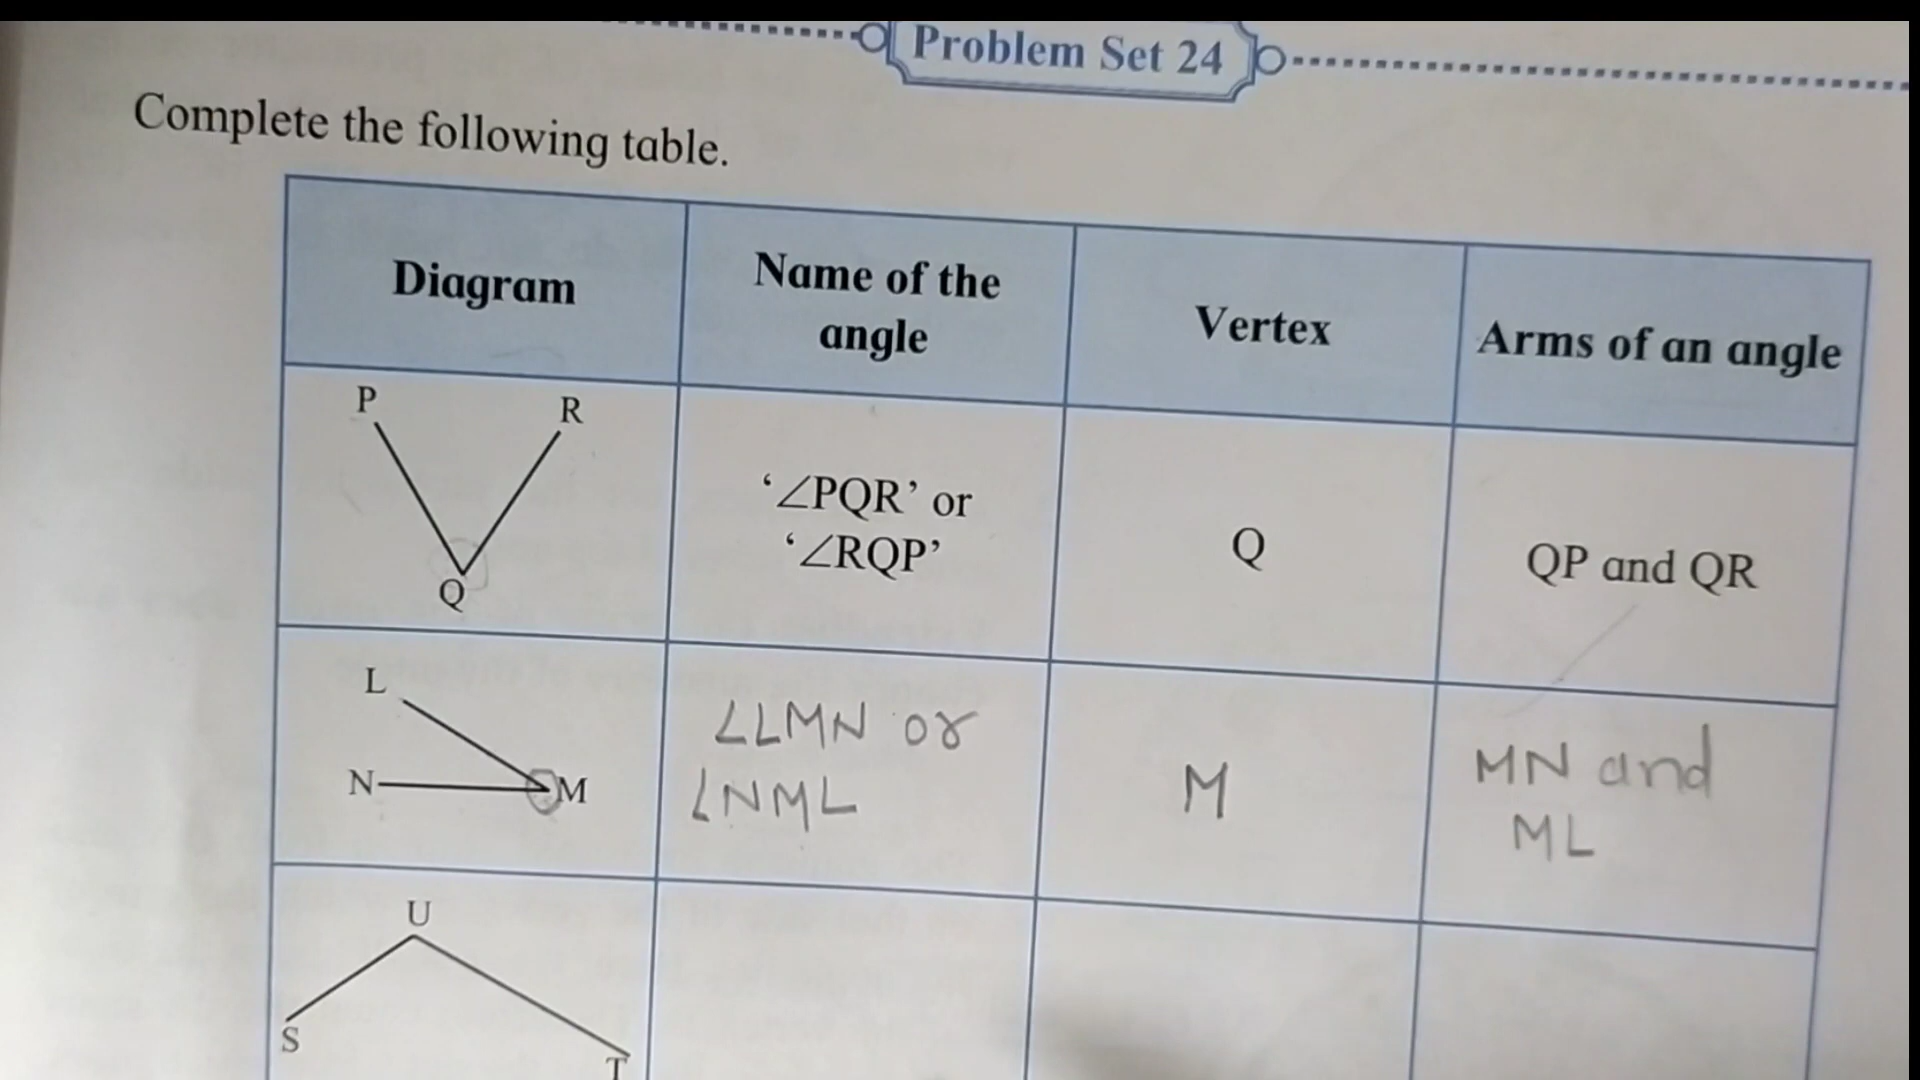 Problem Set 24
Complete the following table.
Diagram
Name of the
angle
Vertex
Arms of an angle
P
R
Q
‘∠PQR’ or
‘∠RQP’
Q
QP and QR
L
N
M
∠LMN or
∠NML
M
MN and
ML
U
S
T